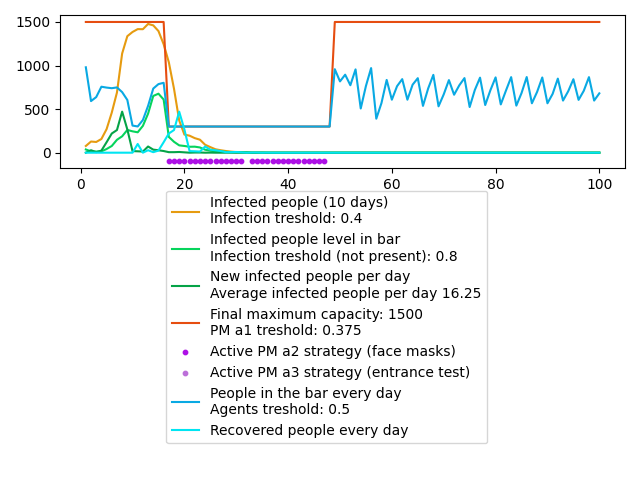 1500
1000
500
0
0
20
40
60
80
100
Infected people (10 days)
Infection treshold: 0.4
Infected people level in bar
Infection treshold (not present): 0.8
New infected people per day
Average infected people per day 16.25
Final maximum capacity: 1500
PM a1 treshold: 0.375
Active PM a2 strategy (face masks)
Active PM a3 strategy (entrance test)
People in the bar every day
Agents treshold: 0.5
Recovered people every day